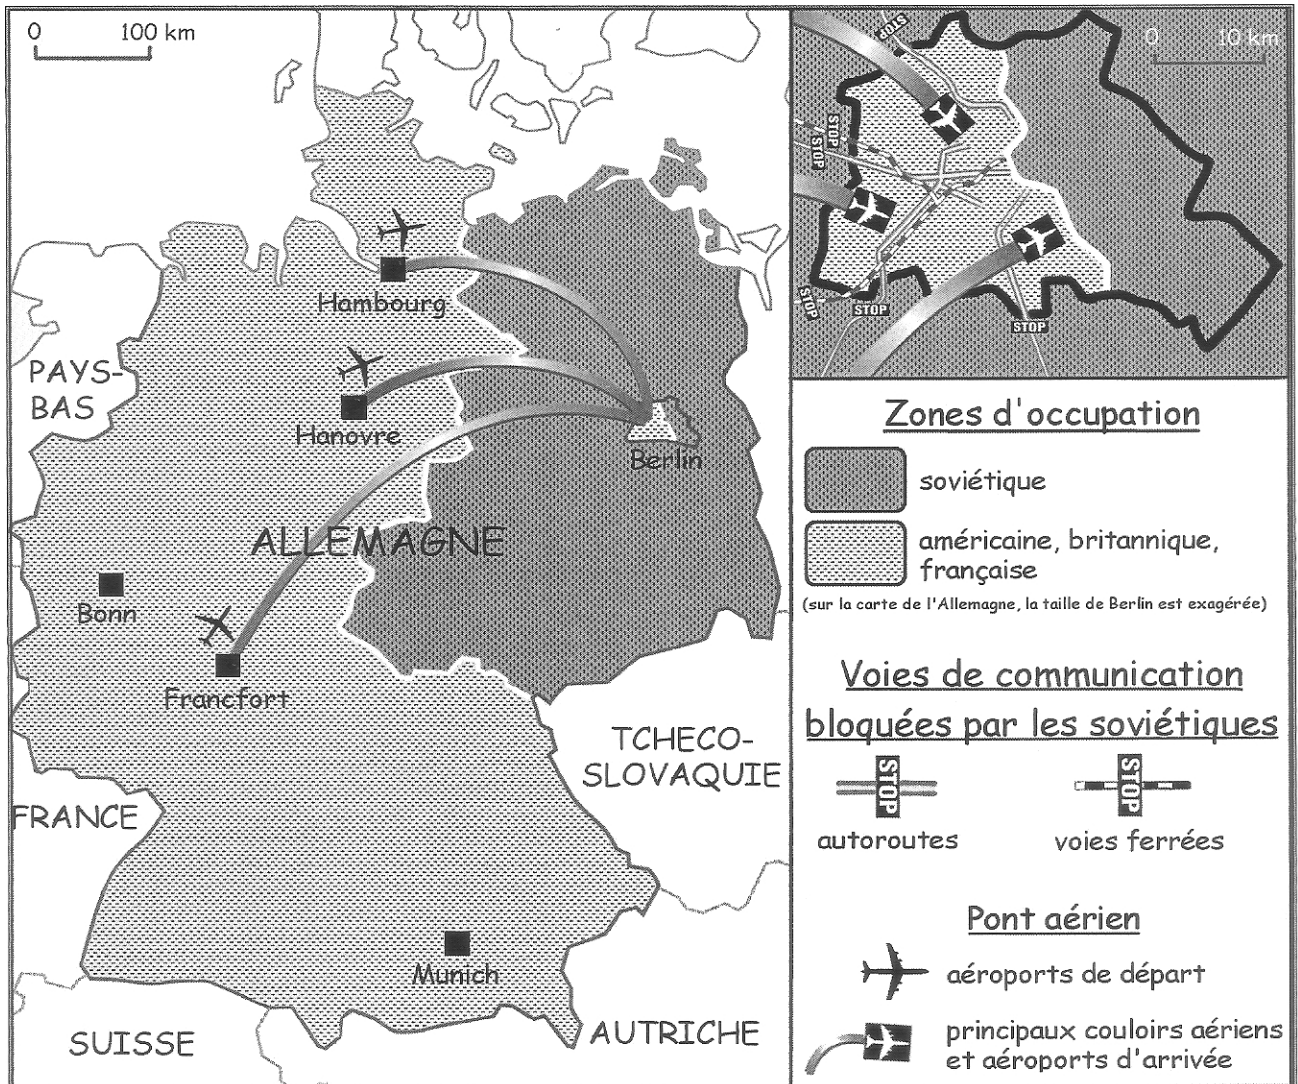 0 100 km
Hambourg
PAYS-
BAS
Hanovre
Berlin
ALLEMAGNE
Bonn
Francfort
TCHECO-
SLOVAQUIE
FRANCE
Munich
SUISSE
AUTRICHE
0 10 km
STOP
STOP
STOP
STOP
STOP
STOP
Zones d'occupation
soviétique
américaine, britannique,
française
(sur la carte de l'Allemagne, la taille de Berlin est exagérée)
Voies de communication
bloquées par les soviétiques
STOP
STOP
autoroutes
voies ferrées
Pont aérien
aéroports de départ
principaux couloirs aériens
et aéroports d'arrivée